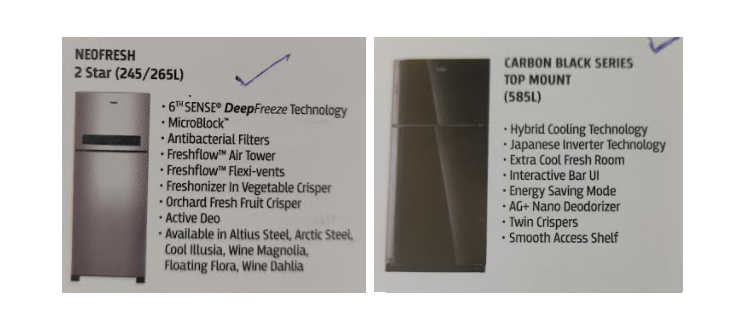 NEOFRESH
2 Star (245/265L)
• 6TH SENSE® DeepFreeze Technology
• MicroBlock™
• Antibacterial Filters
• Freshflow™ Air Tower
• Freshflow™ Flexi-vents
• Freshonizer In Vegetable Crisper
• Orchard Fresh Fruit Crisper
• Active Deo
• Available in Altius Steel, Arctic Steel,
Cool Illusia, Wine Magnolia,
Floating Flora, Wine Dahlia
CARBON BLACK SERIES
TOP MOUNT
(585L)
• Hybrid Cooling Technology
• Japanese Inverter Technology
• Extra Cool Fresh Room
• Interactive Bar UI
• Energy Saving Mode
• AG+ Nano Deodorizer
• Twin Crispers
• Smooth Access Shelf